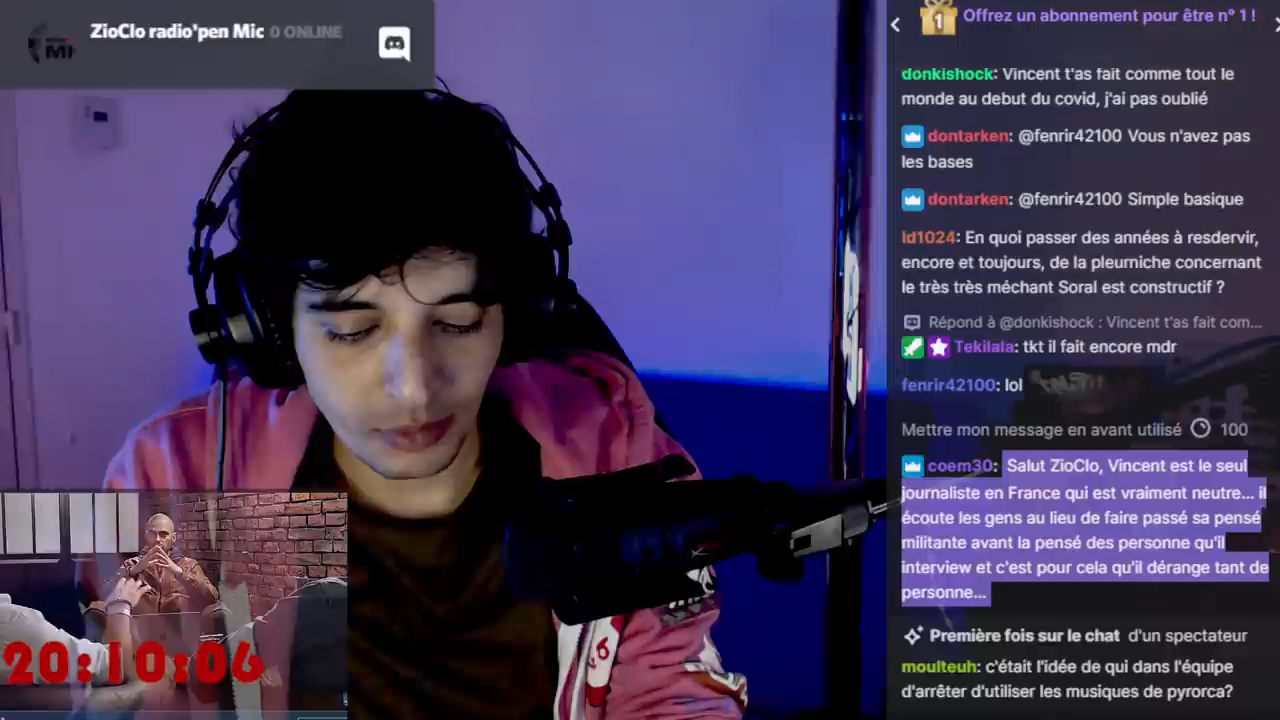 ZioClo radio'pen Mic 0 ONLINE
MI
1
Offrez un abonnement pour être n° 1 !
donkishock: Vincent t'as fait comme tout le
monde au debut du covid, j'ai pas oublié
dontarken: @fenrir42100 Vous n'avez pas
les bases
dontarken: @fenrir42100 Simple basique
ld1024: En quoi passer des années à resdervir,
encore et toujours, de la pleurniche concernant
le très très méchant Soral est constructif ?
Répond à @donkishock : Vincent t'as fait com...
Tekilala: tkt il fait encore mdr
fenrir42100: lol
Mettre mon message en avant utilisé 100
coem30: Salut ZioClo, Vincent est le seul
journaliste en France qui est vraiment neutre... il
écoute les gens au lieu de faire passé sa pensé
militante avant la pensé des personne qu'il
interview et c'est pour cela qu'il dérange tant de
personne...
Première fois sur le chat d'un spectateur
moulteuh: c'était l'idée de qui dans l'équipe
d'arrêter d'utiliser les musiques de pyrorca?
20:10:06